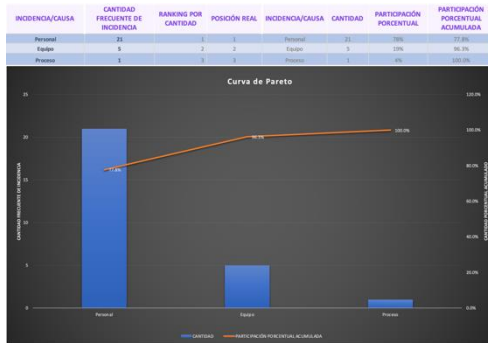 INCIDENCIA/CAUSA CANTIDAD FRECUENTE DE INCIDENCIA RANKING POR CANTIDAD POSICIÓN REAL INCIDENCIA/CAUSA CANTIDAD PARTICIPACIÓN PORCENTUAL PARTICIPACIÓN PORCENTUAL ACUMULADA
Personal 21 1 1 Personal 21 78% 77.8%
Equipo 5 2 2 Equipo 5 19% 96.3%
Proceso 1 3 3 Proceso 1 4% 100.0%
Curva de Pareto
25
20
15
10
5
0
CANTIDAD FRECUENTE DE INCIDENCIA
77.8%
96.3%
100.0%
120.0%
100.0%
80.0%
60.0%
40.0%
20.0%
0.0%
CANTIDAD PORCENTUAL ACUMULADO
Personal Equipo Proceso
CANTIDAD PARTICIPACIÓN PORCENTUAL ACUMULADA